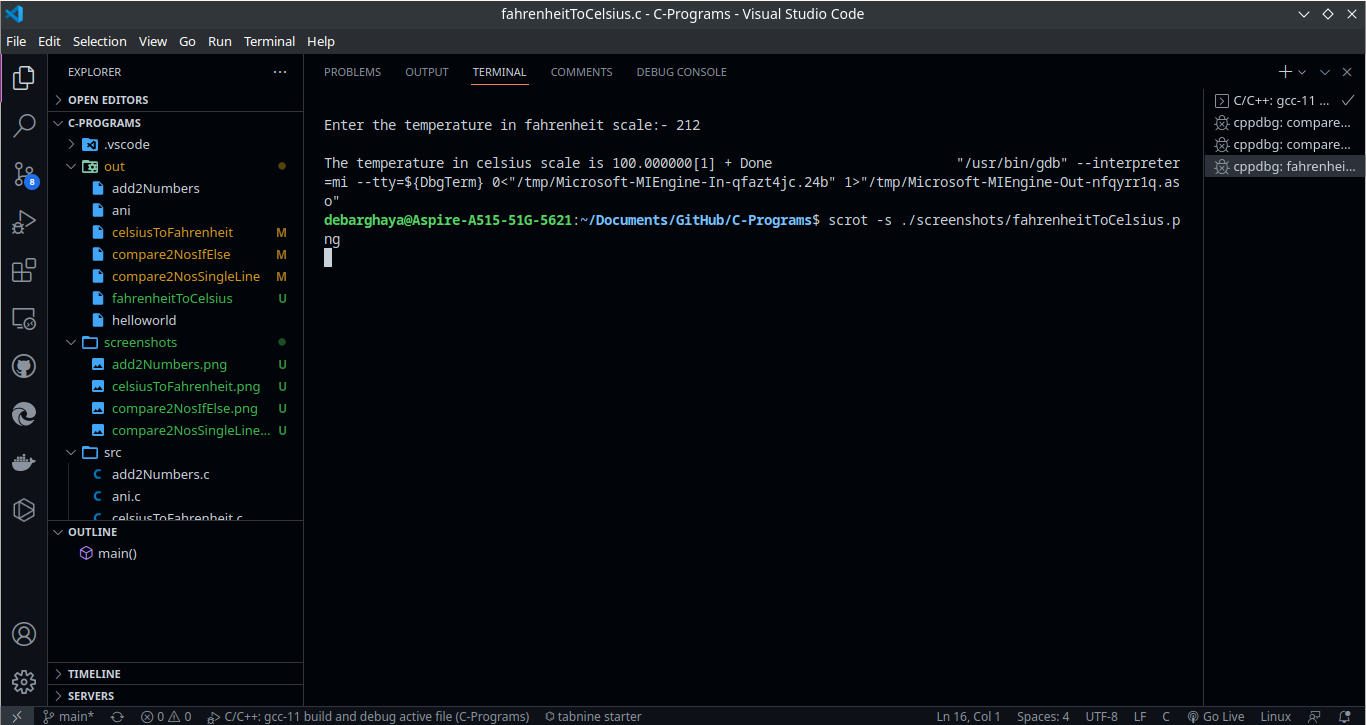 fahrenheitToCelsius.c - C-Programs - Visual Studio Code
File Edit Selection View Go Run Terminal Help
EXPLORER
OPEN EDITORS
C-PROGRAMS
.vscode
out
add2Numbers
ani
celsiusToFahrenheit M
compare2NosIfElse M
compare2NosSingleLine M
fahrenheitToCelsius U
helloworld
screenshots
add2Numbers.png U
celsiusToFahrenheit.png U
compare2NosIfElse.png U
compare2NosSingleLine... U
src
add2Numbers.c
ani.c
celsiusToFahrenheit.c
OUTLINE
main()
TIMELINE
SERVERS
8
PROBLEMS OUTPUT TERMINAL COMMENTS DEBUG CONSOLE
Enter the temperature in fahrenheit scale:- 212
The temperature in celsius scale is 100.000000[1] + Done "/usr/bin/gdb" --interpreter
=mi --tty=${DbgTerm} 0<"/tmp/Microsoft-MIEngine-In-qfazt4jc.24b" 1>"/tmp/Microsoft-MIEngine-Out-nfqyrr1q.as
o"
debarghaya@Aspire-A515-51G-5621:~/Documents/GitHub/C-Programs$ scrot -s ./screenshots/fahrenheitToCelsius.p
ng
C/C++: gcc-11 ...
cppdbg: compare...
cppdbg: compare...
cppdbg: fahrenhei...
main* 0 0 C/C++: gcc-11 build and debug active file (C-Programs) tabnine starter Ln 16, Col 1 Spaces: 4 UTF-8 LF C Go Live Linux